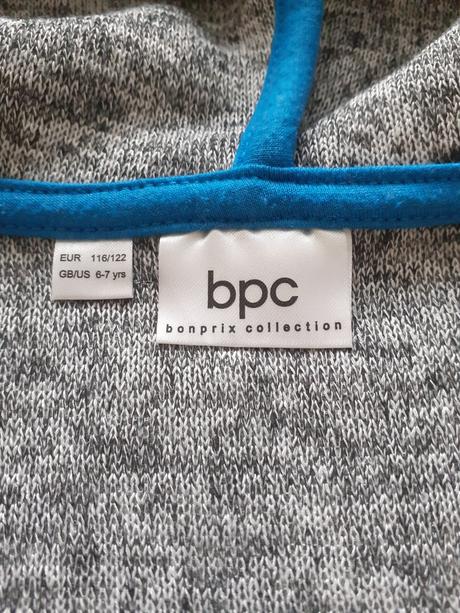 EUR 116/122
GB/US 6-7 yrs
bpc
bonprix collection